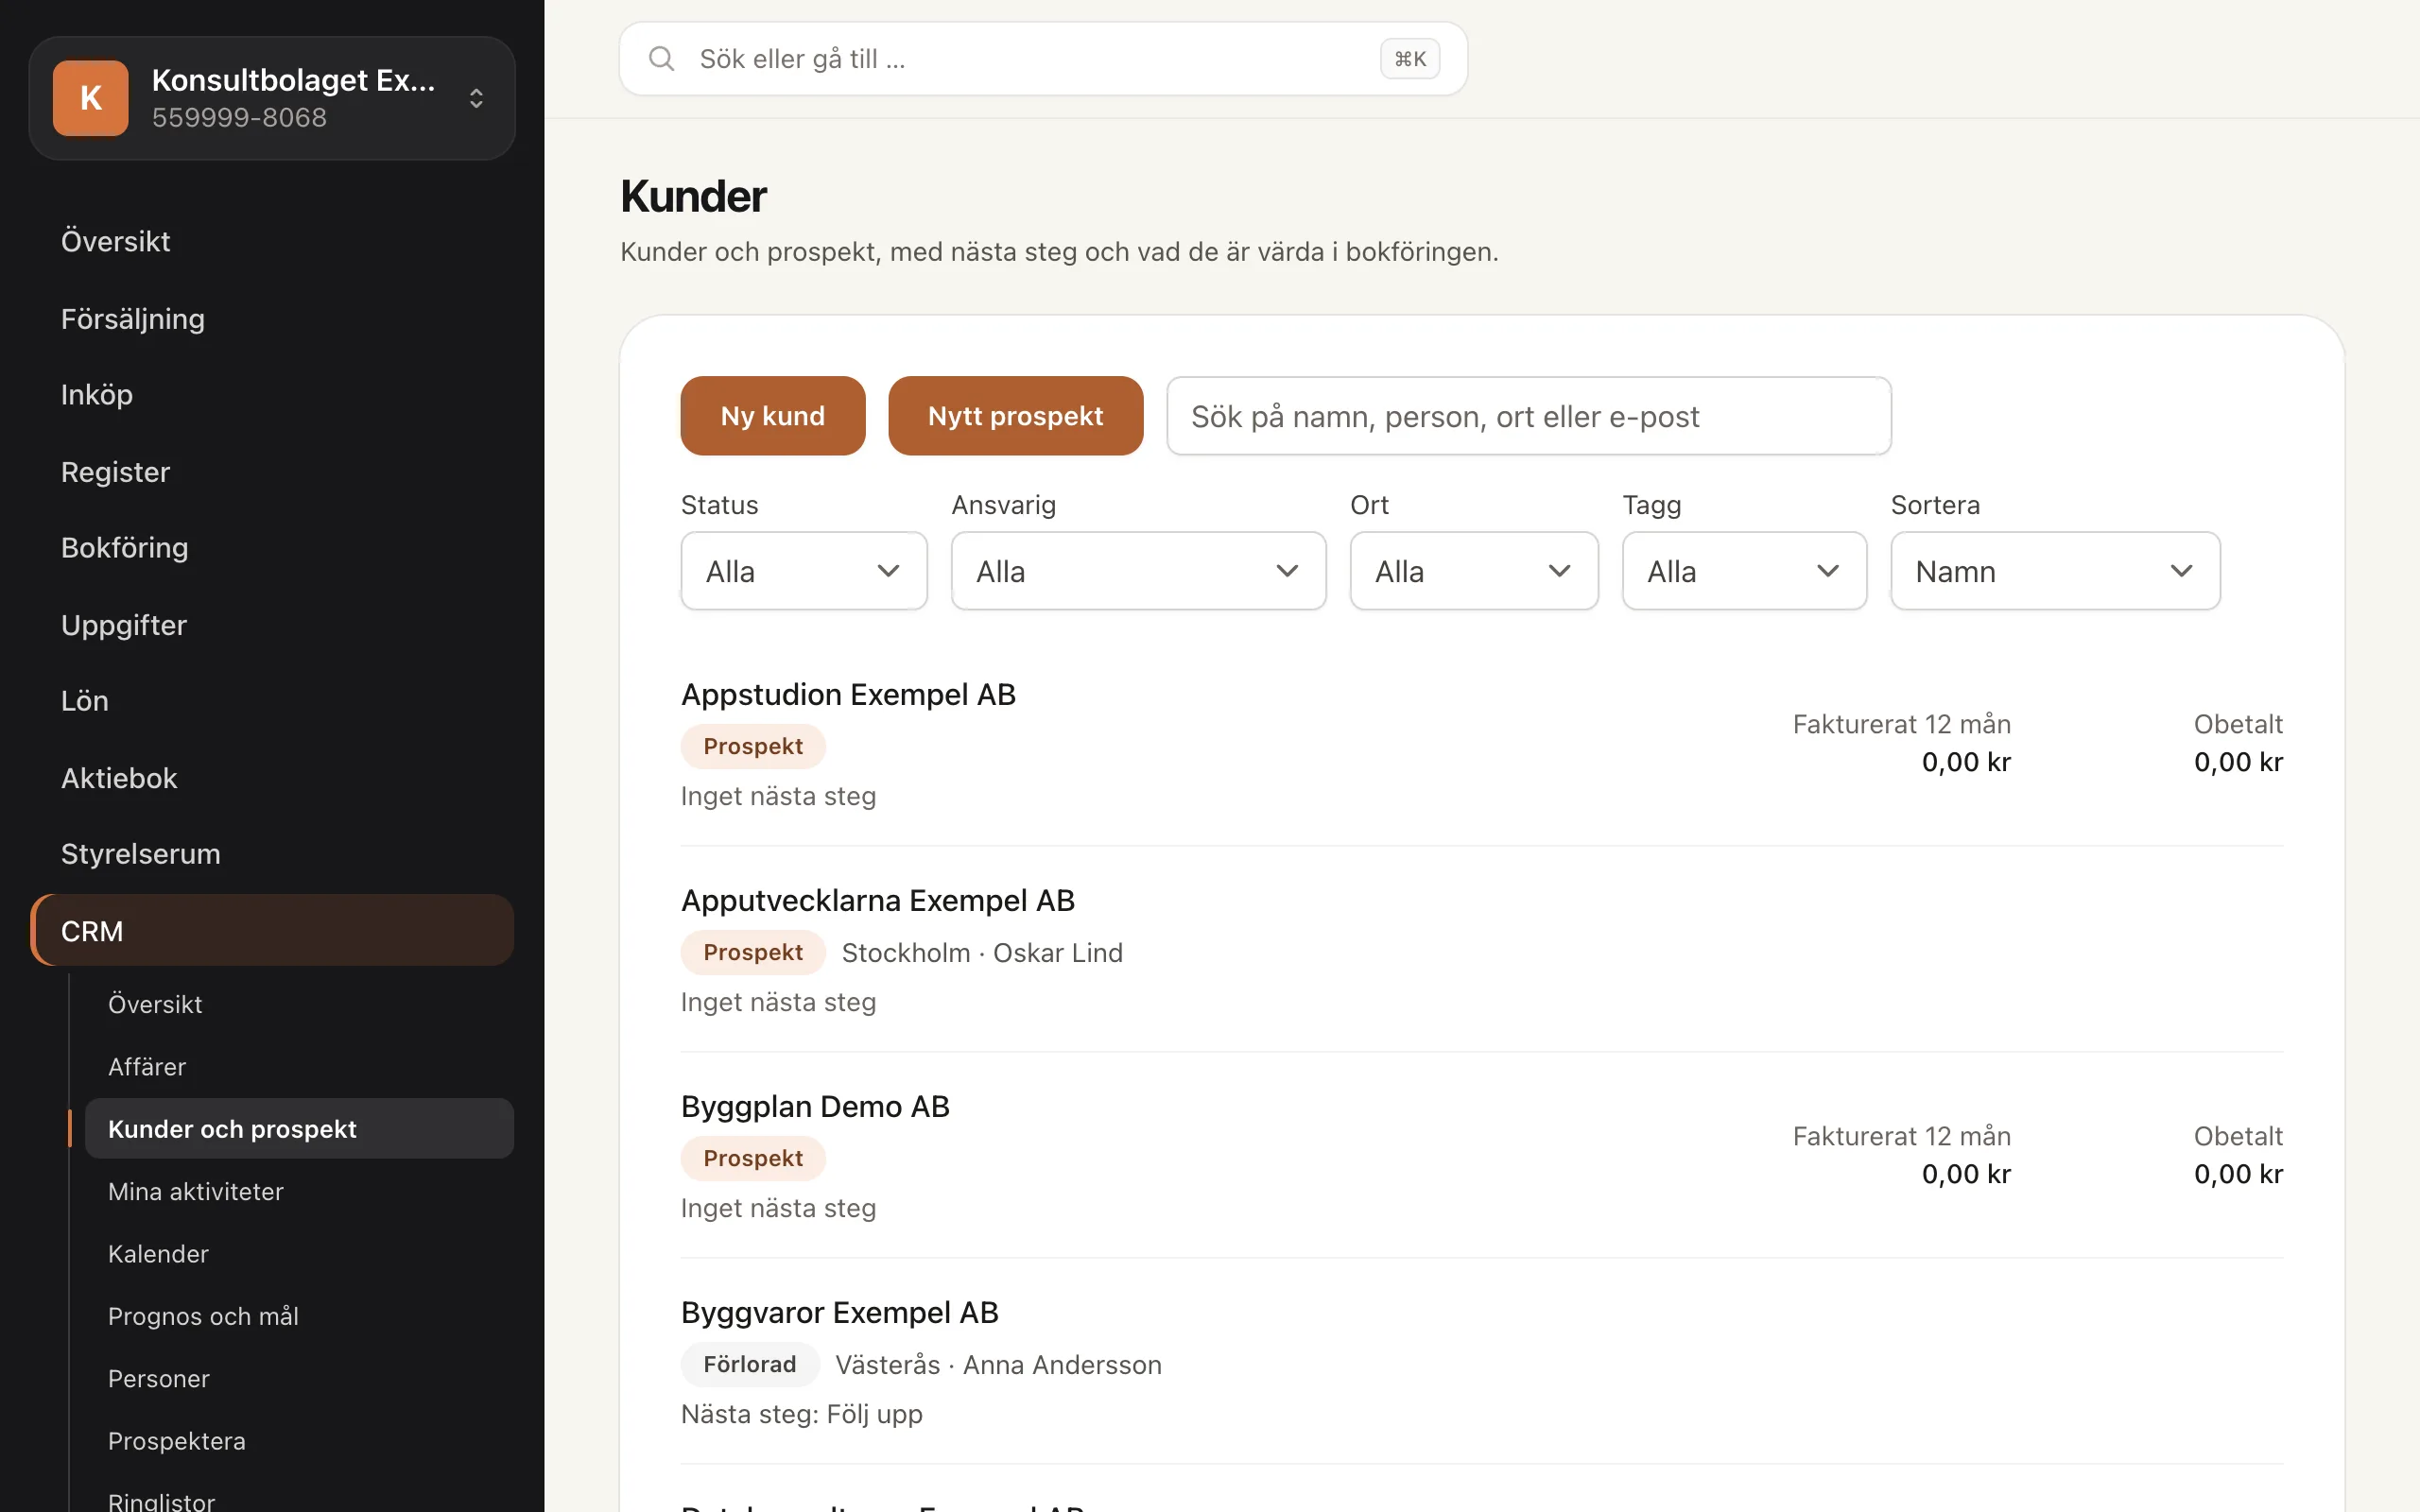 K
Konsultbolaget Ex...
559999-8068
Översikt
Försäljning
Inköp
Register
Bokföring
Uppgifter
Lön
Aktiebok
Styrelserum
CRM
Översikt
Affärer
Kunder och prospekt
Mina aktiviteter
Kalender
Prognos och mål
Personer
Prospektera
Ringlistor
Sök eller gå till ...
⌘K
Kunder
Kunder och prospekt, med nästa steg och vad de är värda i bokföringen.
Ny kund
Nytt prospekt
Sök på namn, person, ort eller e-post
Status
Ansvarig
Ort
Tagg
Sortera
Alla
Alla
Alla
Alla
Namn
Appstudion Exempel AB
Prospekt
Inget nästa steg
Fakturerat 12 mån
0,00 kr
Obetalt
0,00 kr
Apputvecklarna Exempel AB
Prospekt Stockholm · Oskar Lind
Inget nästa steg
Byggplan Demo AB
Prospekt
Inget nästa steg
Fakturerat 12 mån
0,00 kr
Obetalt
0,00 kr
Byggvaror Exempel AB
Förlorad Västerås · Anna Andersson
Nästa steg: Följ upp